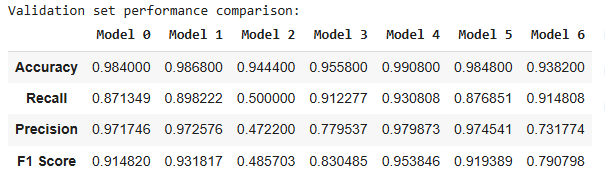 Validation set performance comparison:
Model 0 Model 1 Model 2 Model 3 Model 4 Model 5 Model 6
Accuracy 0.984000 0.986800 0.944400 0.955800 0.990800 0.984800 0.938200
Recall 0.871349 0.898222 0.500000 0.912277 0.930808 0.876851 0.914808
Precision 0.971746 0.972576 0.472200 0.779537 0.979873 0.974541 0.731774
F1 Score 0.914820 0.931817 0.485703 0.830485 0.953846 0.919389 0.790798